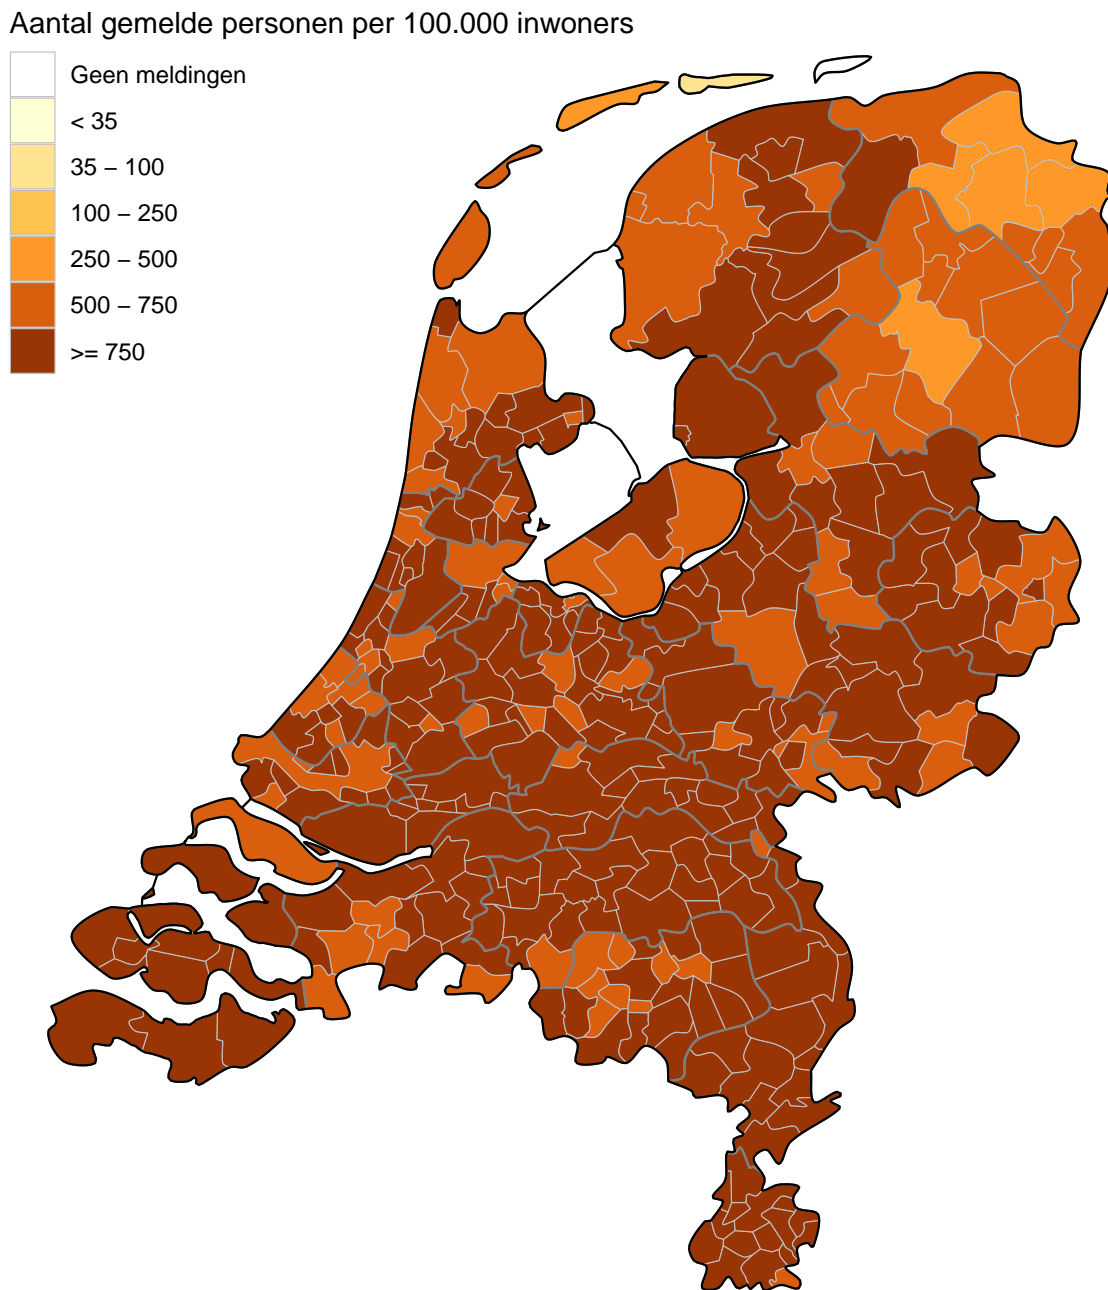 Aantal gemelde personen per 100.000 inwoners
Geen meldingen
< 35
35 – 100
100 – 250
250 – 500
500 – 750
>= 750